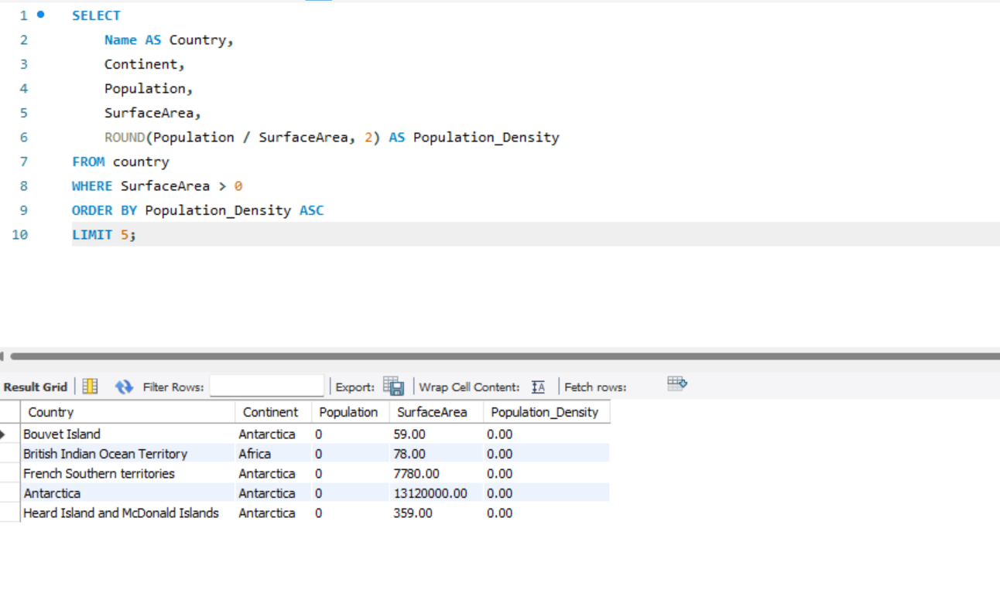 1 SELECT
2 Name AS Country,
3 Continent,
4 Population,
5 SurfaceArea,
6 ROUND(Population / SurfaceArea, 2) AS Population_Density
7 FROM country
8 WHERE SurfaceArea > 0
9 ORDER BY Population_Density ASC
10 LIMIT 5;
Result Grid Filter Rows: Export: Wrap Cell Content: IA Fetch rows:
Country Continent Population SurfaceArea Population_Density
Bouvet Island Antarctica 0 59.00 0.00
British Indian Ocean Territory Africa 0 78.00 0.00
French Southern territories Antarctica 0 7780.00 0.00
Antarctica Antarctica 0 13120000.00 0.00
Heard Island and McDonald Islands Antarctica 0 359.00 0.00